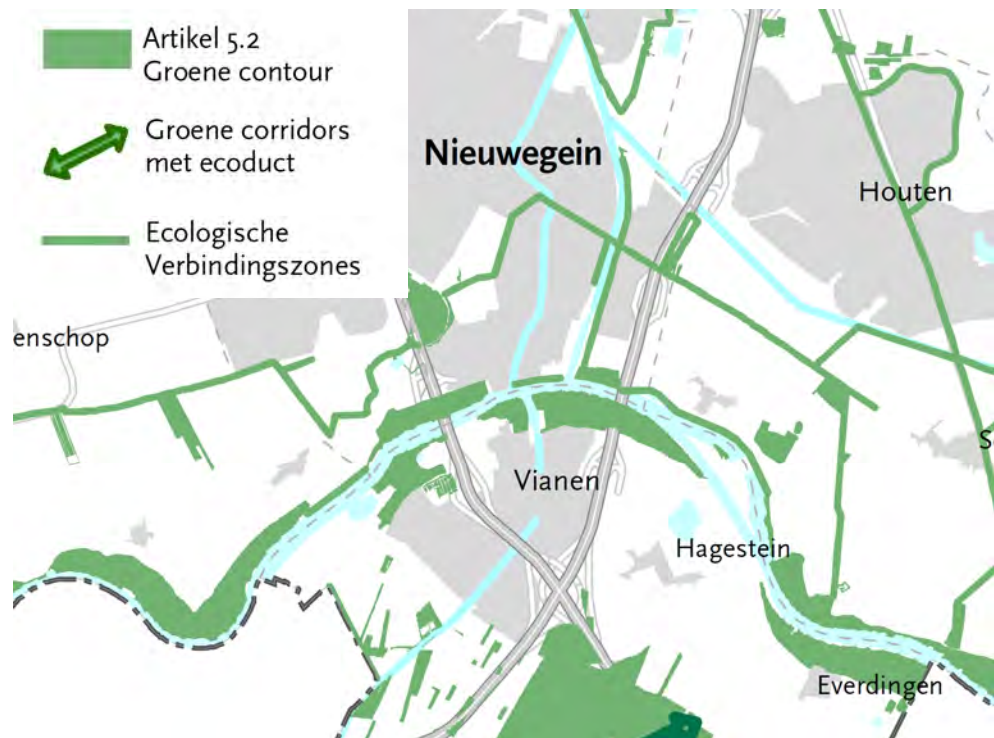 Artikel 5.2
Groene contour
Groene corridors
met ecoduct
Ecologische
Verbindingszones
Nieuwegein
Houten
enschop
S
Vianen
Hagestein
Everdingen